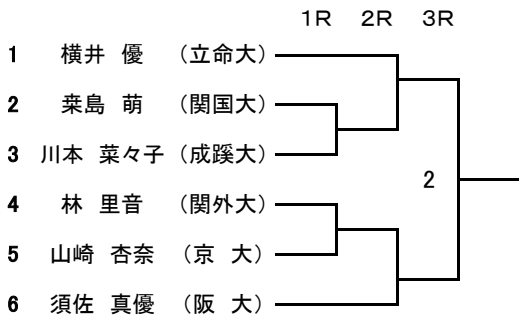 1R 2R 3R
1 横井 優 (立命大)
2 桒島 萌 (関国大)
3 川本 菜々子 (成蹊大)
2
4 林 里音 (関外大)
5 山崎 杏奈 (京 大)
6 須佐 真優 (阪 大)